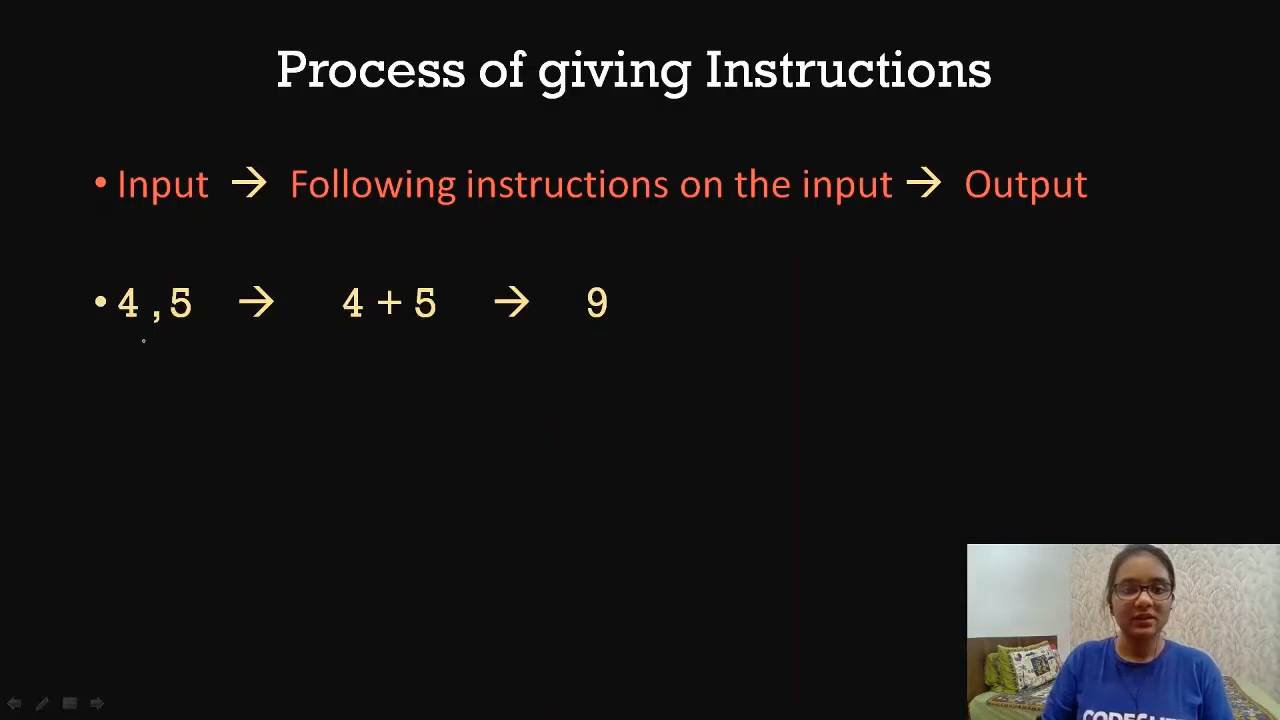 Process of giving Instructions
• Input → Following instructions on the input → Output
• 4 , 5 → 4 + 5 → 9